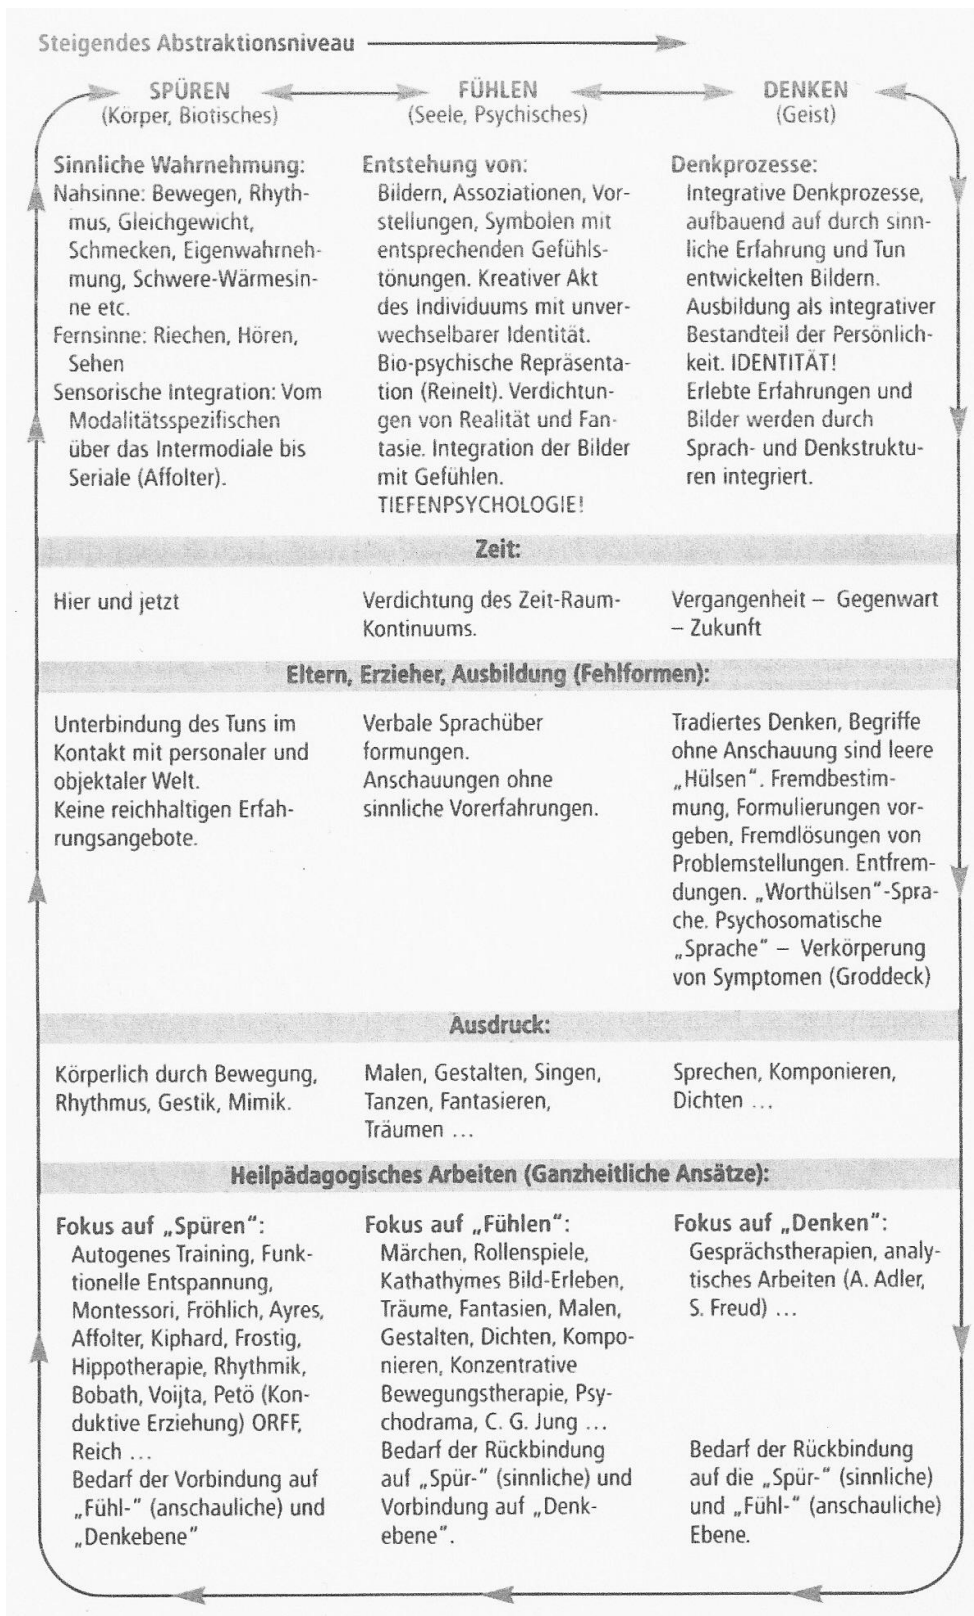 Steigendes Abstraktionsniveau
SPÜREN
(Körper, Biotisches)
FÜHLEN
(Seele, Psychisches)
DENKEN
(Geist)
Sinnliche Wahrnehmung:
Nahsinne: Bewegen, Rhyth-
mus, Gleichgewicht,
Schmecken, Eigenwahrneh-
mung, Schwere-Wärmesin-
ne etc.
Fernsinne: Riechen, Hören,
Sehen
Sensorische Integration: Vom
Modalitätsspezifischen
über das Intermodiale bis
Seriale (Affolter).
Entstehung von:
Bildern, Assoziationen, Vor-
stellungen, Symbolen mit
entsprechenden Gefühls-
tönungen. Kreativer Akt
des Individuums mit unver-
wechselbarer Identität.
Bio-psychische Repräsenta-
tion (Reinelt). Verdichtun-
gen von Realität und Fan-
tasie. Integration der Bilder
mit Gefühlen.
TIEFENPSYCHOLOGIE!
Denkprozesse:
Integrative Denkprozesse,
aufbauend auf durch sinn-
liche Erfahrung und Tun
entwickelten Bildern.
Ausbildung als integrativer
Bestandteil der Persönlich-
keit. IDENTITÄT!
Erlebte Erfahrungen und
Bilder werden durch
Sprach- und Denkstruktu-
ren integriert.
Zeit:
Hier und jetzt
Verdichtung des Zeit-Raum-
Kontinuums.
Vergangenheit – Gegenwart
– Zukunft
Eltern, Erzieher, Ausbildung (Fehlformen):
Unterbindung des Tuns im
Kontakt mit personaler und
objektaler Welt.
Keine reichhaltigen Erfah-
rungsangebote.
Verbale Sprachüber
formungen.
Anschauungen ohne
sinnliche Vorerfahrungen.
Tradiertes Denken, Begriffe
ohne Anschauung sind leere
„Hülsen“. Fremdbestim-
mung, Formulierungen vor-
geben, Fremdlösungen von
Problemstellungen. Entfrem-
dungen. „Worthülsen“-Spra-
che. Psychosomatische
„Sprache“ – Verkörperung
von Symptomen (Groddeck)
Ausdruck:
Körperlich durch Bewegung,
Rhythmus, Gestik, Mimik.
Malen, Gestalten, Singen,
Tanzen, Fantasieren,
Träumen ...
Sprechen, Komponieren,
Dichten ...
Heilpädagogisches Arbeiten (Ganzheitliche Ansätze):
Fokus auf „Spüren“:
Autogenes Training, Funk-
tionelle Entspannung,
Montessori, Fröhlich, Ayres,
Affolter, Kiphard, Frostig,
Hippotherapie, Rhythmik,
Bobath, Voijta, Petö (Kon-
duktive Erziehung) ORFF,
Reich ...
Bedarf der Vorbindung auf
„Fühl-“ (anschauliche) und
„Denkebene“
Fokus auf „Fühlen“:
Märchen, Rollenspiele,
Kathathymes Bild-Erleben,
Träume, Fantasien, Malen,
Gestalten, Dichten, Kompo-
nieren, Konzentrative
Bewegungstherapie, Psy-
chodrama, C. G. Jung ...
Bedarf der Rückbindung
auf „Spür-“ (sinnliche) und
Vorbindung auf „Denk-
ebene“.
Fokus auf „Denken“:
Gesprächstherapien, analy-
tisches Arbeiten (A. Adler,
S. Freud) ...
Bedarf der Rückbindung
auf die „Spür-“ (sinnliche)
und „Fühl-“ (anschauliche)
Ebene.